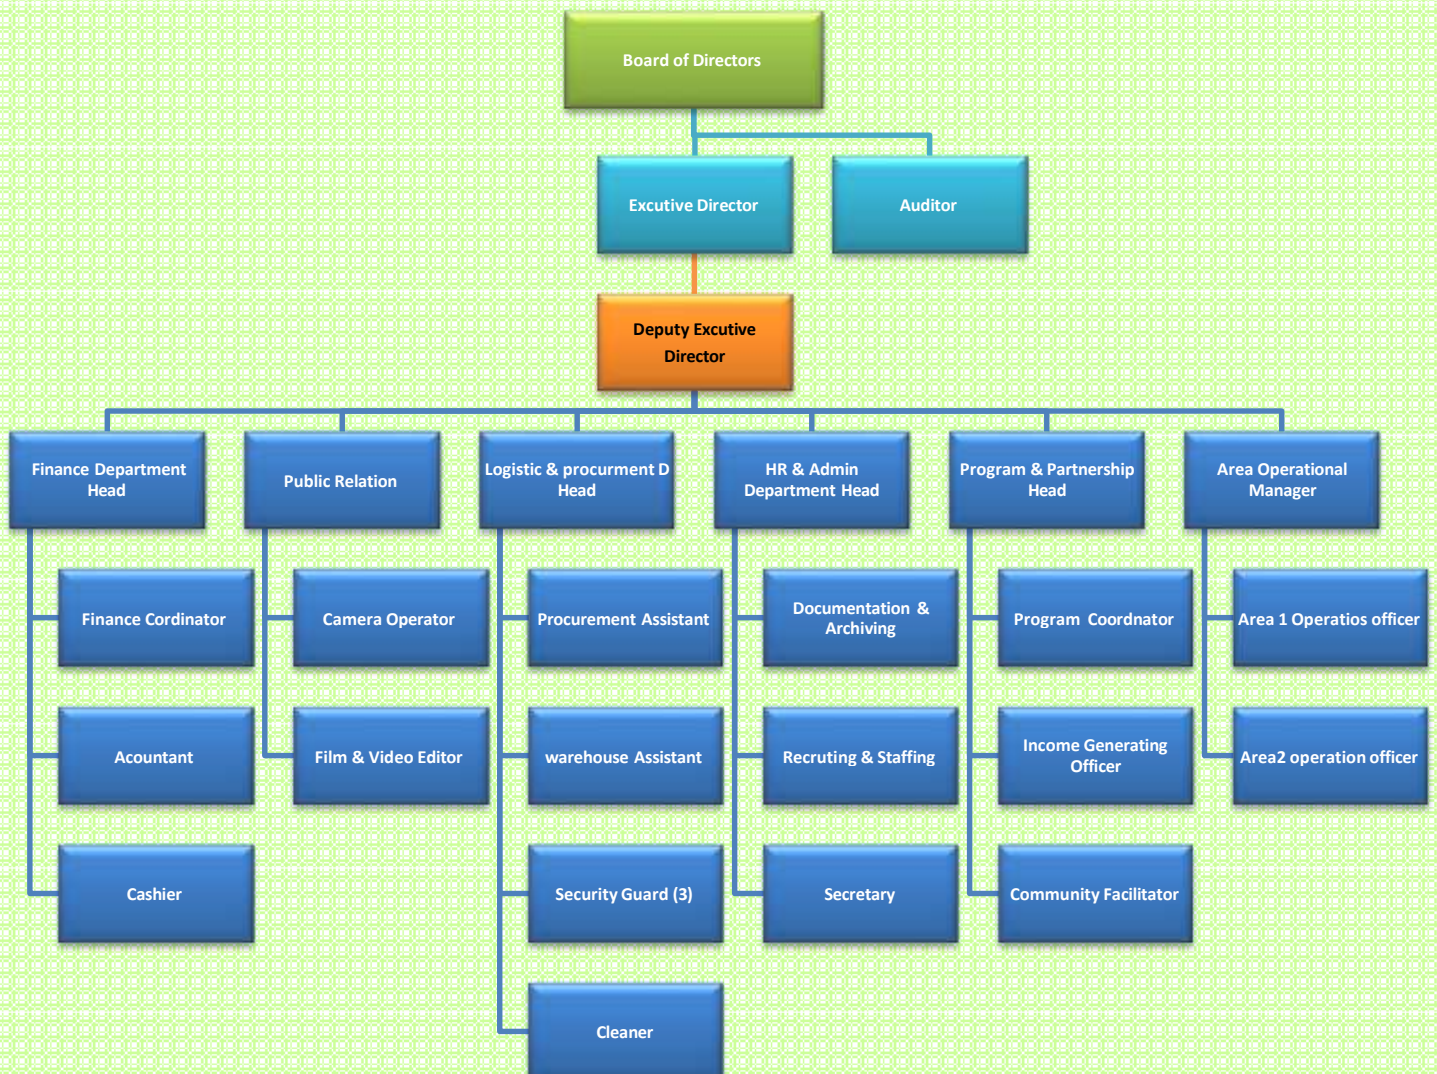 Board of Directors
Excutive Director
Auditor
Deputy Excutive
Director
Finance Department
Head
Public Relation
Logistic & procurment D
Head
HR & Admin
Department Head
Program & Partnership
Head
Area Operational
Manager
Finance Cordinator
Camera Operator
Procurement Assistant
Documentation &
Archiving
Program Coordnator
Area 1 Operatios officer
Acountant
Film & Video Editor
warehouse Assistant
Recruting & Staffing
Income Generating
Officer
Area2 operation officer
Cashier
Security Guard (3)
Secretary
Community Facilitator
Cleaner